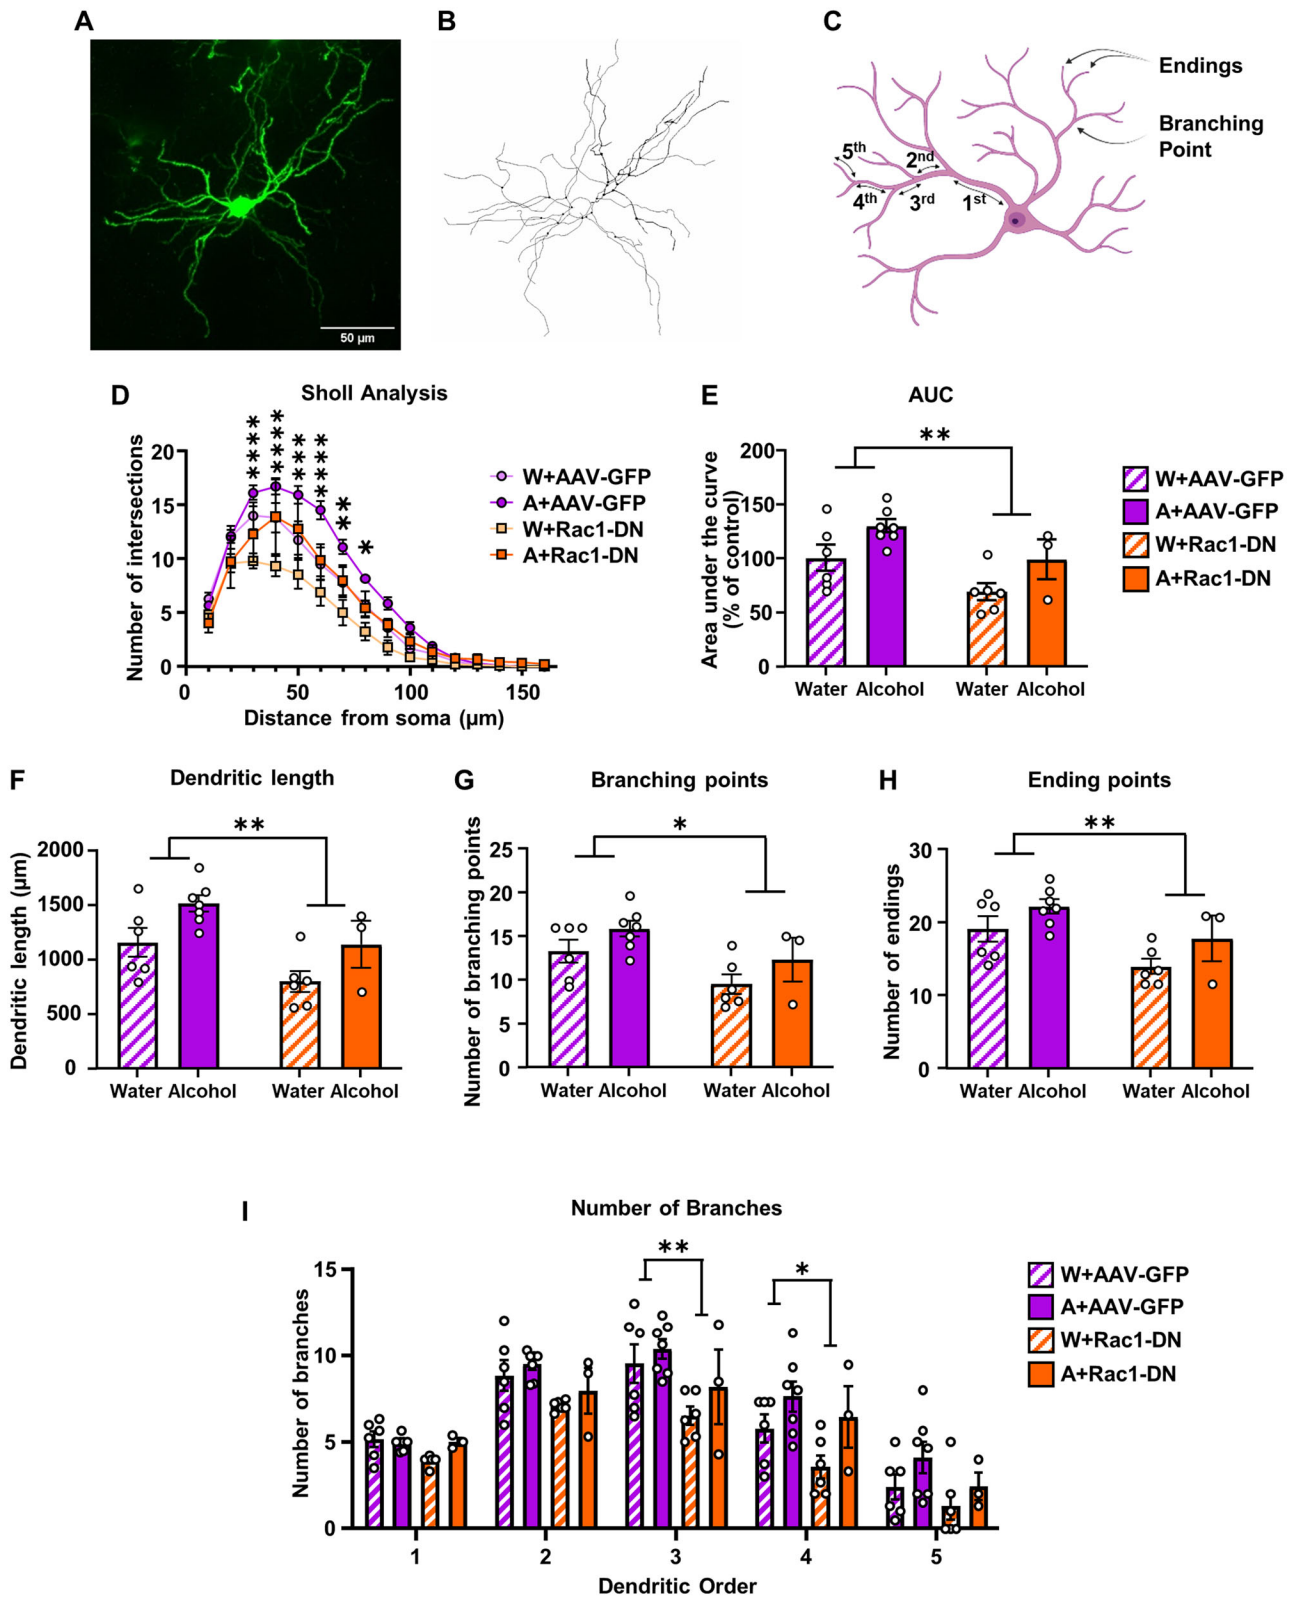 A
B
C
50 µm
Endings
Branching
Point
5th
4th
3rd
2nd
1st
D
Sholl Analysis
Number of intersections
20
15
10
5
0
****
****
***
****
**
*
0
50
100
150
Distance from soma (µm)
W+AAV-GFP
A+AAV-GFP
W+Rac1-DN
A+Rac1-DN
E
AUC
Area under the curve
(% of control)
200
150
100
50
0
**
Water Alcohol
Water Alcohol
W+AAV-GFP
A+AAV-GFP
W+Rac1-DN
A+Rac1-DN
F
Dendritic length
Dendritic length (µm)
2000
1500
1000
500
0
**
Water Alcohol
Water Alcohol
G
Branching points
Number of branching points
25
20
15
10
5
0
*
Water Alcohol
Water Alcohol
H
Ending points
Number of endings
30
20
10
0
**
Water Alcohol
Water Alcohol
I
Number of Branches
Number of branches
15
10
5
0
**
*
1
2
3
4
5
Dendritic Order
W+AAV-GFP
A+AAV-GFP
W+Rac1-DN
A+Rac1-DN